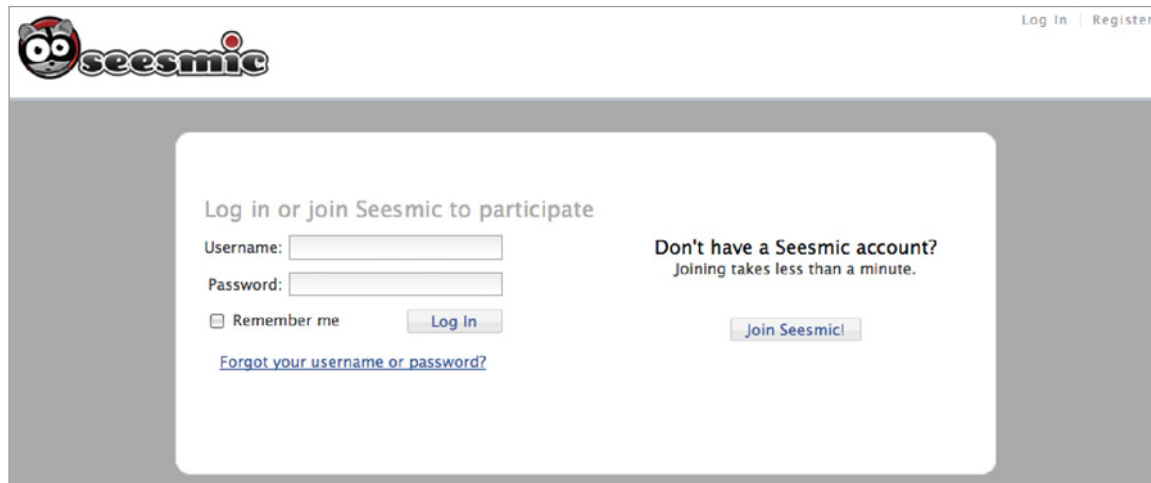 seesmic
Log In | Register
Log in or join Seesmic to participate
Username:
Password:
Remember me
Log In
Forgot your username or password?
Don't have a Seesmic account?
Joining takes less than a minute.
Join Seesmic!